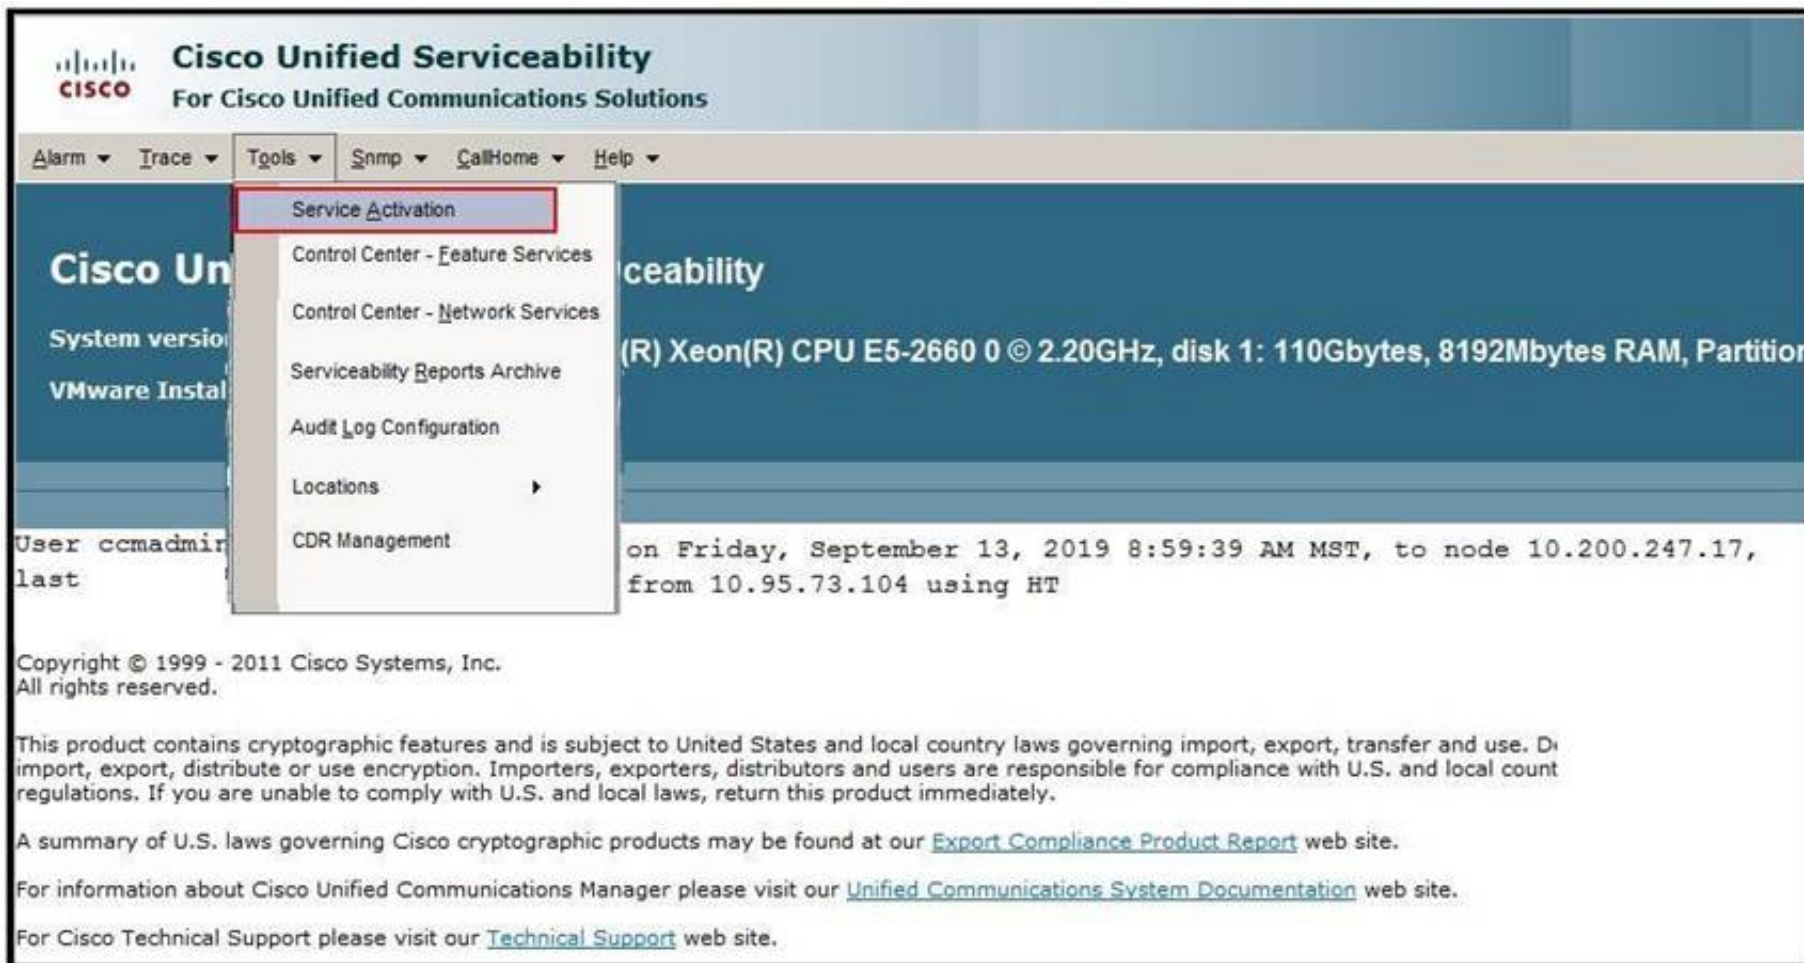 CISCO
Cisco Unified Serviceability
For Cisco Unified Communications Solutions
Alarm Trace Tools Snmp CallHome Help
Service Activation
Control Center - Feature Services
Control Center - Network Services
Serviceability Reports Archive
Audit Log Configuration
Locations
CDR Management
Cisco Un ceability
System versio (R) Xeon(R) CPU E5-2660 0 © 2.20GHz, disk 1: 110Gbytes, 8192Mbytes RAM, Partition
VMware Instal
User ccmadmin on Friday, September 13, 2019 8:59:39 AM MST, to node 10.200.247.17,
last from 10.95.73.104 using HT
Copyright © 1999 - 2011 Cisco Systems, Inc.
All rights reserved.
This product contains cryptographic features and is subject to United States and local country laws governing import, export, transfer and use. D
import, export, distribute or use encryption. Importers, exporters, distributors and users are responsible for compliance with U.S. and local count
regulations. If you are unable to comply with U.S. and local laws, return this product immediately.
A summary of U.S. laws governing Cisco cryptographic products may be found at our Export Compliance Product Report web site.
For information about Cisco Unified Communications Manager please visit our Unified Communications System Documentation web site.
For Cisco Technical Support please visit our Technical Support web site.